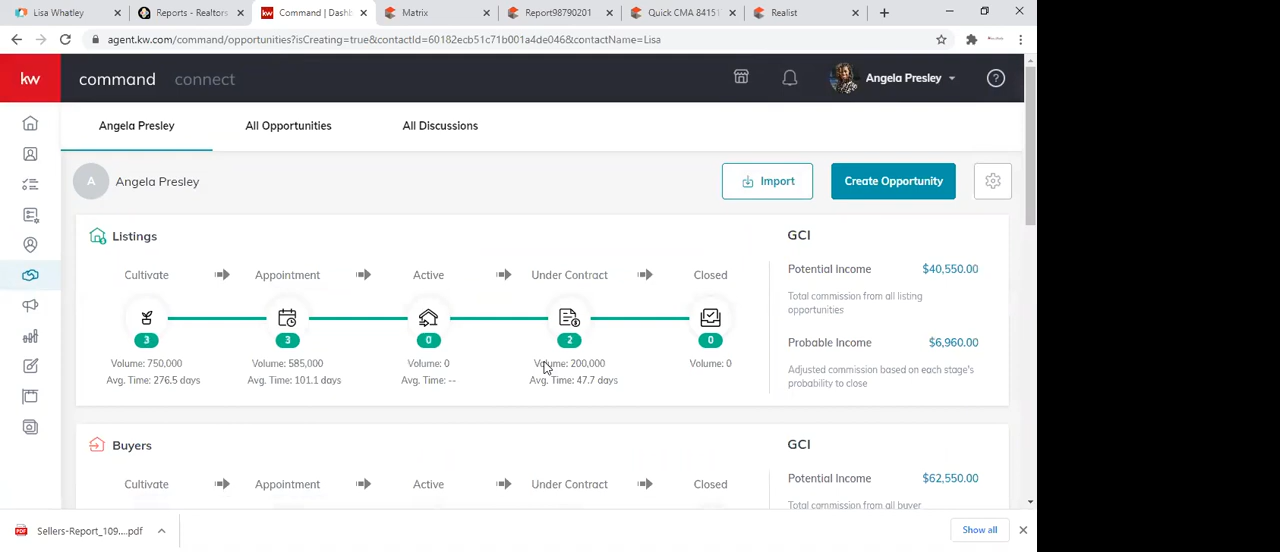 Lisa Whatley
Reports - Realtors
Command | Dashb
Matrix
Report98790201
Quick CMA 84151
Realist
agent.kw.com/command/opportunities?isCreating=true&contactId=60182ecb51c71b001a4de046&contactName=Lisa
kw command connect Angela Presley
Angela Presley All Opportunities All Discussions
A Angela Presley Import Create Opportunity
Listings
Cultivate Appointment Active Under Contract Closed
3 3 0 2 0
Volume: 750,000 Volume: 585,000 Volume: 0 Volume: 200,000 Volume: 0
Avg. Time: 276.5 days Avg. Time: 101.1 days Avg. Time: -- Avg. Time: 47.7 days
GCI
Potential Income $40,550.00
Total commission from all listing
opportunities
Probable Income $6,960.00
Adjusted commission based on each stage's
probability to close
Buyers
Cultivate Appointment Active Under Contract Closed
GCI
Potential Income $62,550.00
Total commission from all buyer
Sellers-Report_109....pdf Show all